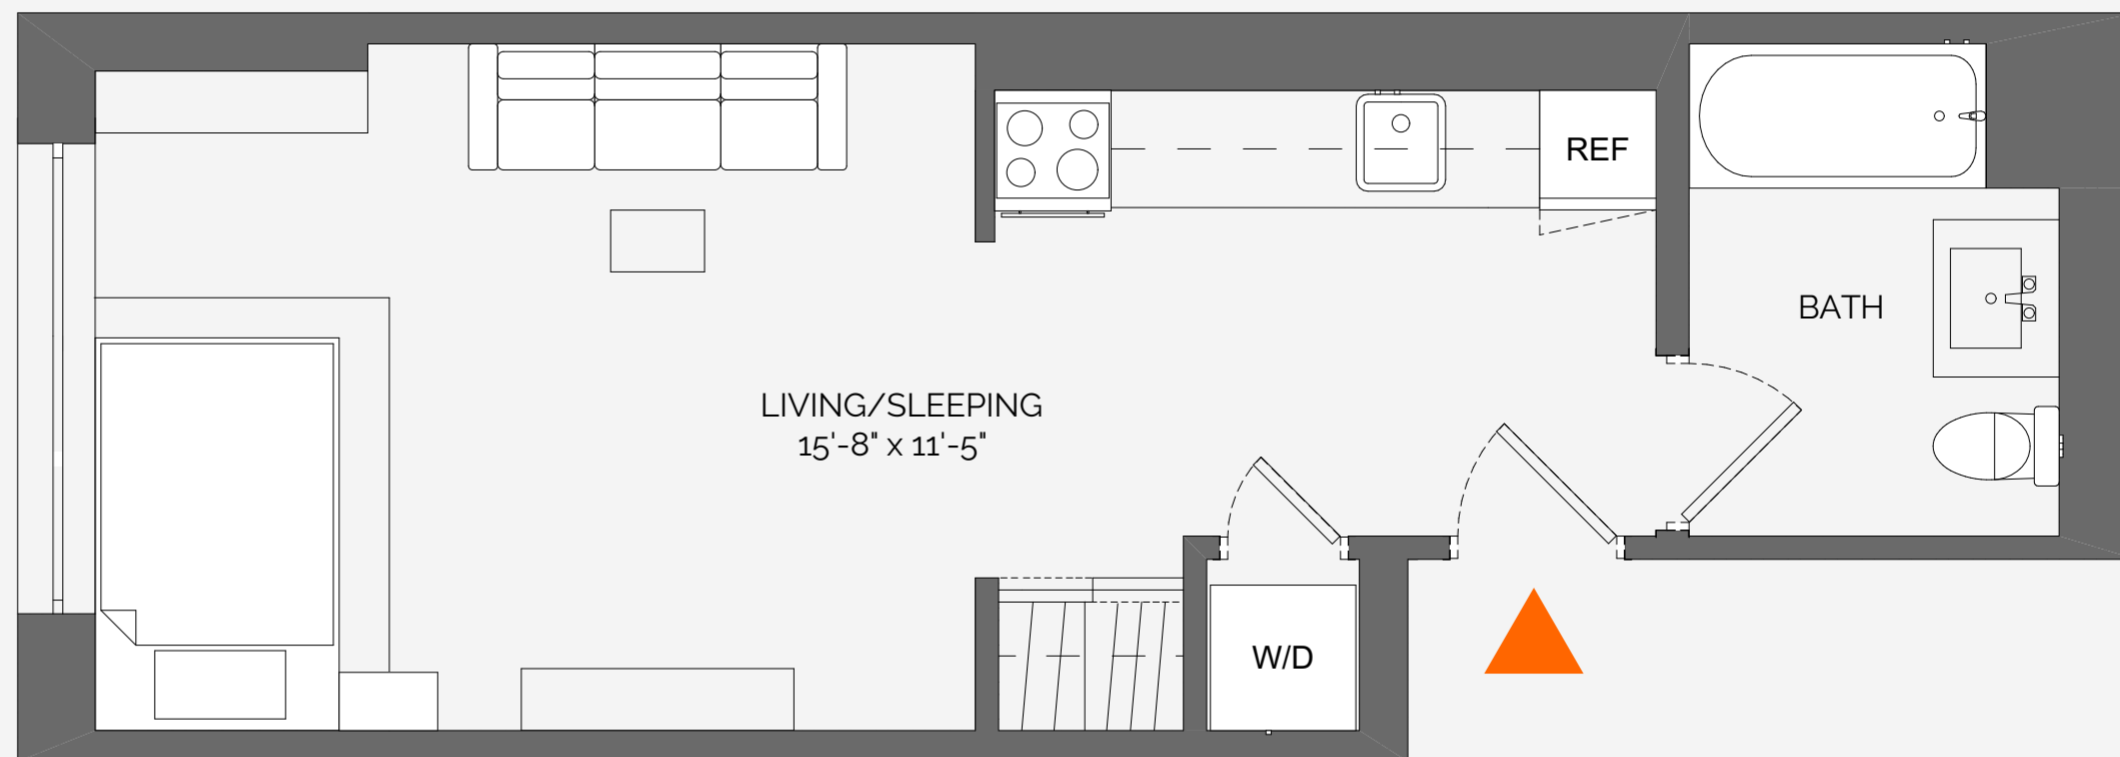 REF
BATH
LIVING/SLEEPING
15'-8" x 11'-5"
W/D